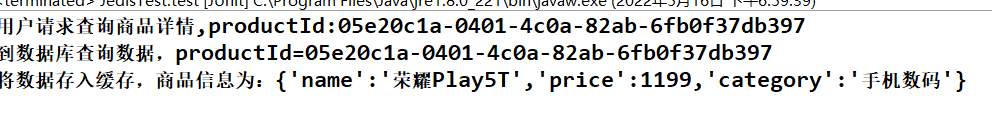 <terminated> JedisTest.test [JUnit] C:\Program Files\Java\jre1.8.0_221\bin\javaw.exe (2022年5月16日 下午6:59:39)
用户请求查询商品详情,productId:05e20c1a-0401-4c0a-82ab-6fb0f37db397
到数据库查询数据，productId=05e20c1a-0401-4c0a-82ab-6fb0f37db397
将数据存入缓存，商品信息为：{'name':'荣耀Play5T','price':1199,'category':'手机数码'}